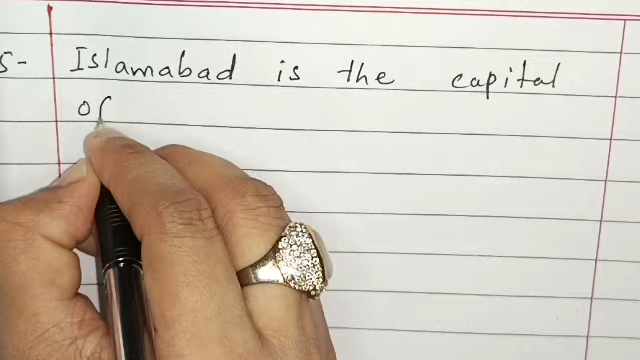 5- Islamabad is the capital
of